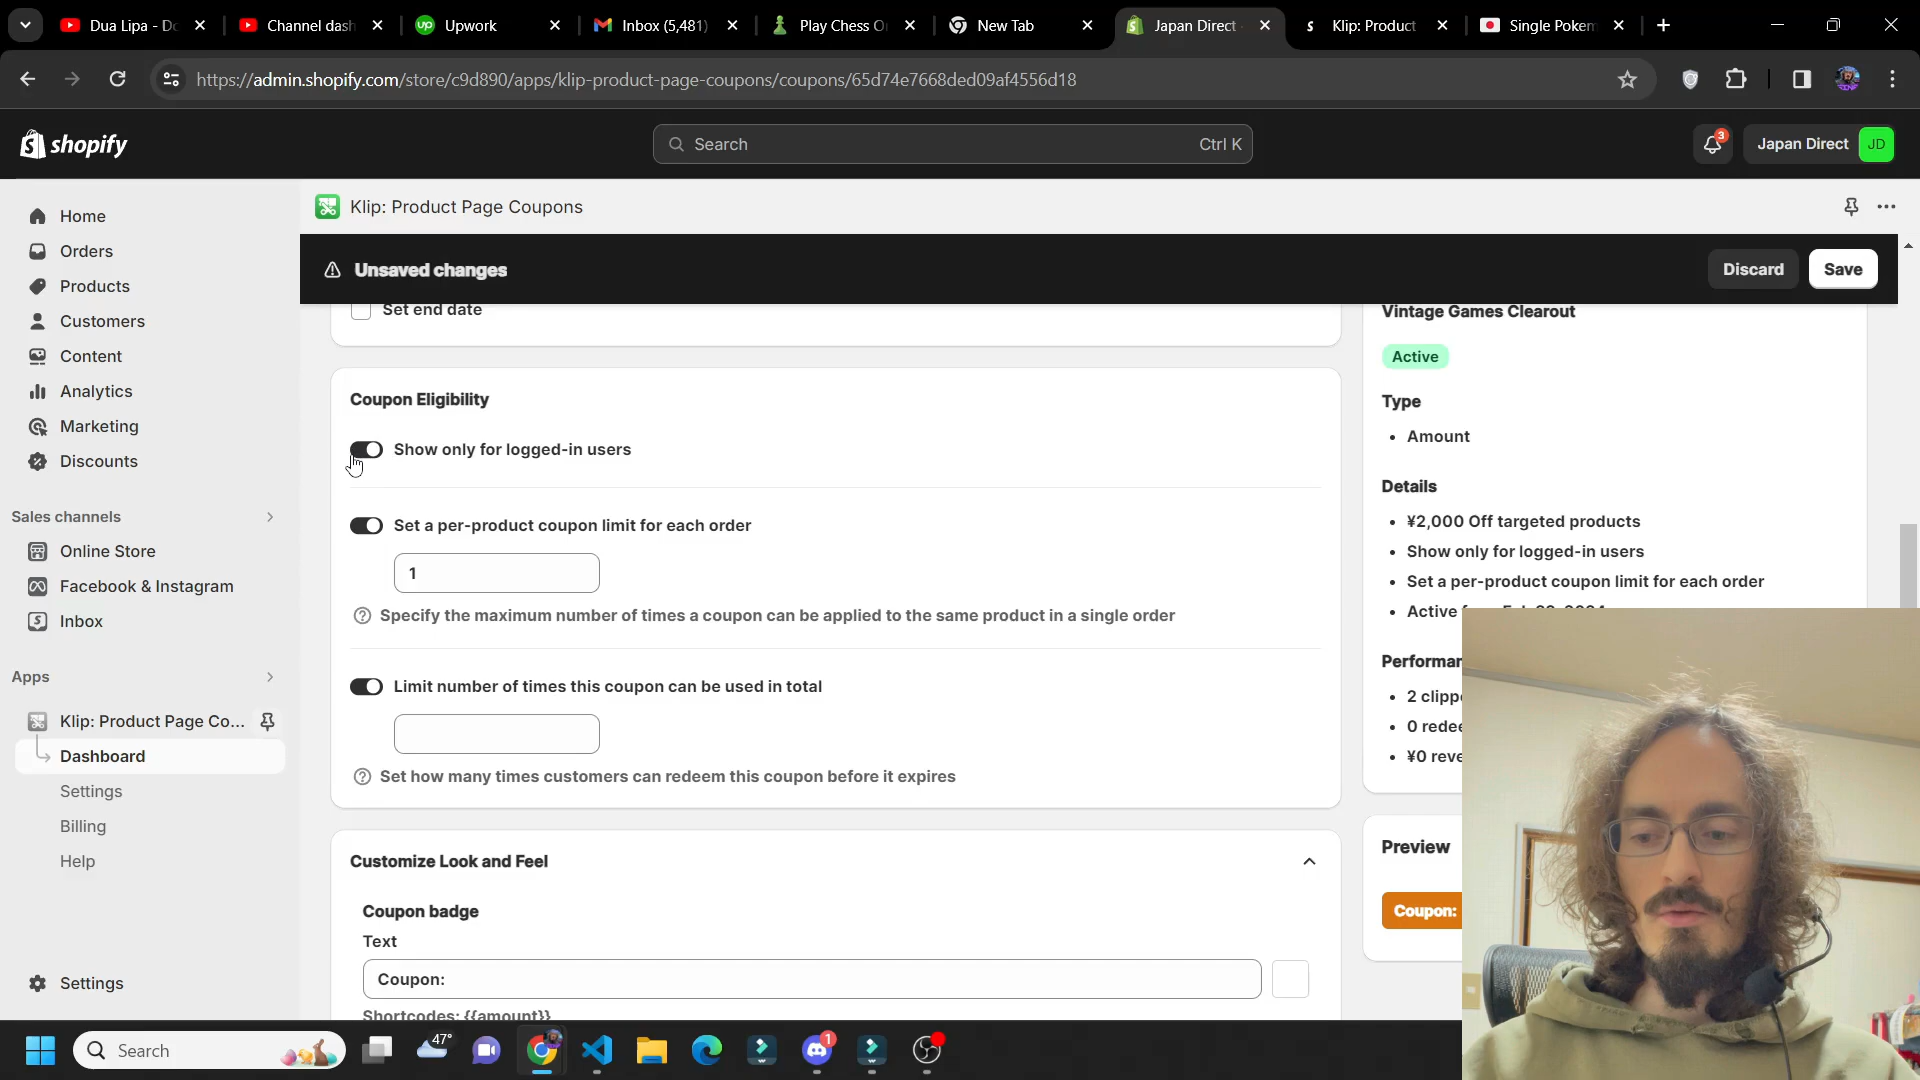 Dua Lipa - Do
Channel dash
Upwork
Inbox (5,481)
Play Chess O
New Tab
Japan Direct
Klip: Product
Single Pokem
https://admin.shopify.com/store/c9d890/apps/klip-product-page-coupons/coupons/65d74e7668ded09af4556d18
shopify
Search
Ctrl K
3
Japan Direct
JD
Home
Orders
Products
Customers
Content
Analytics
Marketing
Discounts
Sales channels
Online Store
Facebook & Instagram
Inbox
Apps
Klip: Product Page Co...
Dashboard
Settings
Billing
Help
Settings
Klip: Product Page Coupons
Unsaved changes
Discard
Save
Set end date
Coupon Eligibility
Show only for logged-in users
Set a per-product coupon limit for each order
1
Specify the maximum number of times a coupon can be applied to the same product in a single order
Limit number of times this coupon can be used in total
Set how many times customers can redeem this coupon before it expires
Customize Look and Feel
Coupon badge
Text
Coupon:
Shortcodes: {{amount}}
Vintage Games Clearout
Active
Type
• Amount
Details
• ¥2,000 Off targeted products
• Show only for logged-in users
• Set a per-product coupon limit for each order
• Active
Performan
• 2 clipp
• 0 rede
• ¥0 reve
Preview
Coupon:
Search
47°
1